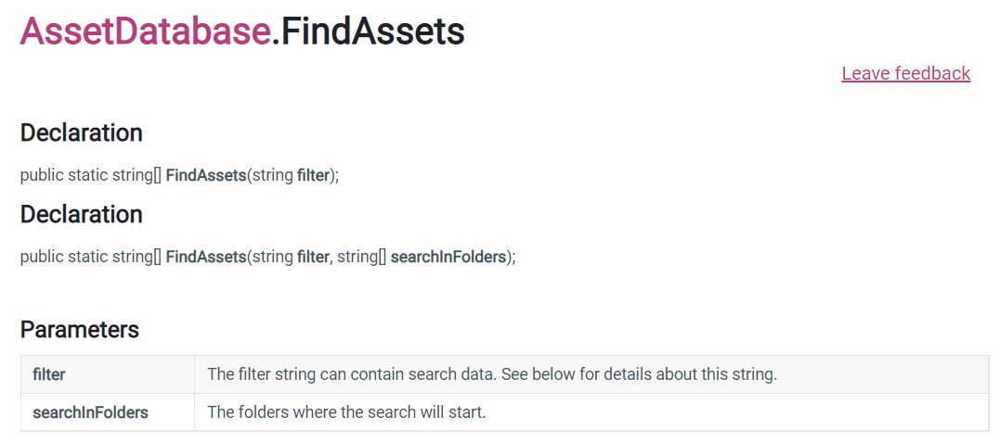 AssetDatabase.FindAssets
Leave feedback
Declaration
public static string[] FindAssets(string filter);
Declaration
public static string[] FindAssets(string filter, string[] searchInFolders);
Parameters
filter The filter string can contain search data. See below for details about this string.
searchInFolders The folders where the search will start.